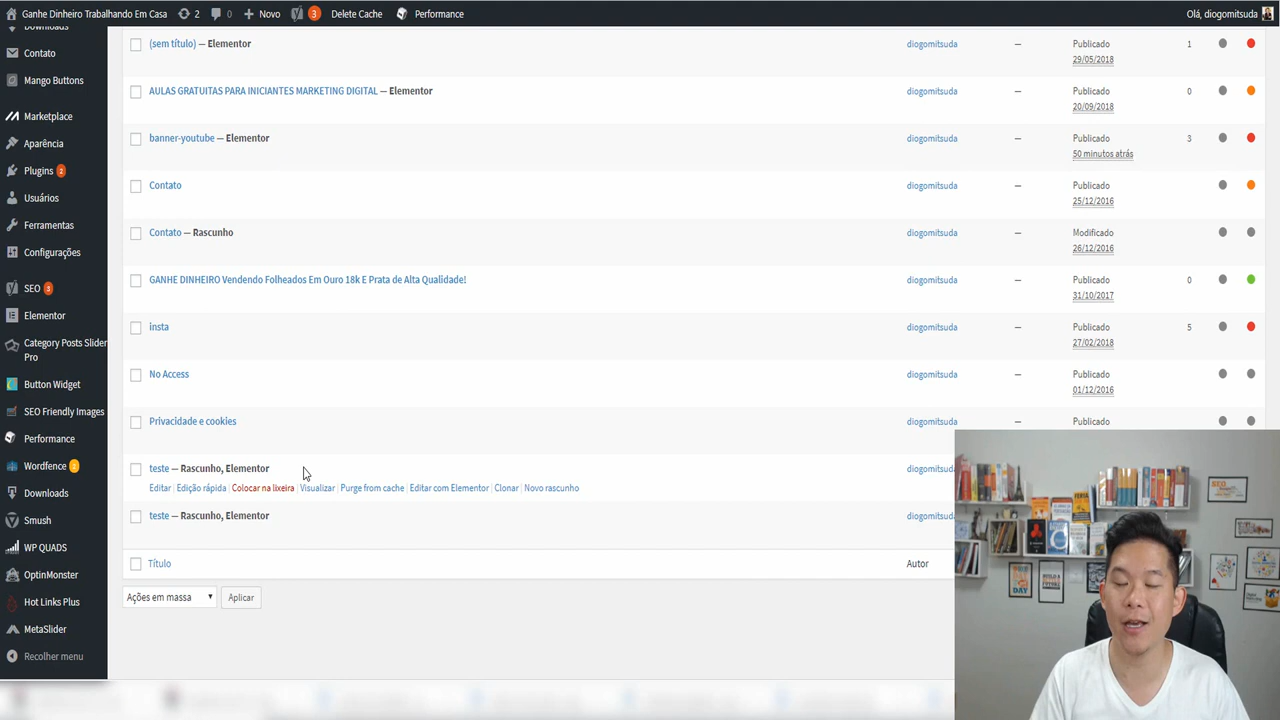 Ganhe Dinheiro Trabalhando Em Casa 2 0 Novo 3 Delete Cache Performance Olá, diogomitsuda
Downloads
Contato
Mango Buttons
Marketplace
Aparência
Plugins 2
Usuários
Ferramentas
Configurações
SEO 3
Elementor
Category Posts Slider
Pro
Button Widget
SEO Friendly Images
Performance
Wordfence 3
Downloads
Smush
WP QUADS
OptinMonster
Hot Links Plus
MetaSlider
Recolher menu
(sem título) — Elementor diogomitsuda — Publicado 1
29/05/2018
AULAS GRATUITAS PARA INICIANTES MARKETING DIGITAL — Elementor diogomitsuda — Publicado 0
20/09/2018
banner-youtube — Elementor diogomitsuda — Publicado 3
50 minutos atrás
Contato diogomitsuda — Publicado
25/12/2016
Contato — Rascunho diogomitsuda — Modificado
26/12/2016
GANHE DINHEIRO Vendendo Folheados Em Ouro 18k E Prata de Alta Qualidade! diogomitsuda — Publicado 0
31/10/2017
insta diogomitsuda — Publicado 5
27/02/2018
No Access diogomitsuda — Publicado
01/12/2016
Privacidade e cookies diogomitsuda — Publicado
teste — Rascunho, Elementor diogomitsuda
Editar | Edição rápida | Colocar na lixeira | Visualizar | Purge from cache | Editar com Elementor | Clonar | Novo rascunho
teste — Rascunho, Elementor diogomitsuda
Título Autor
Ações em massa Aplicar